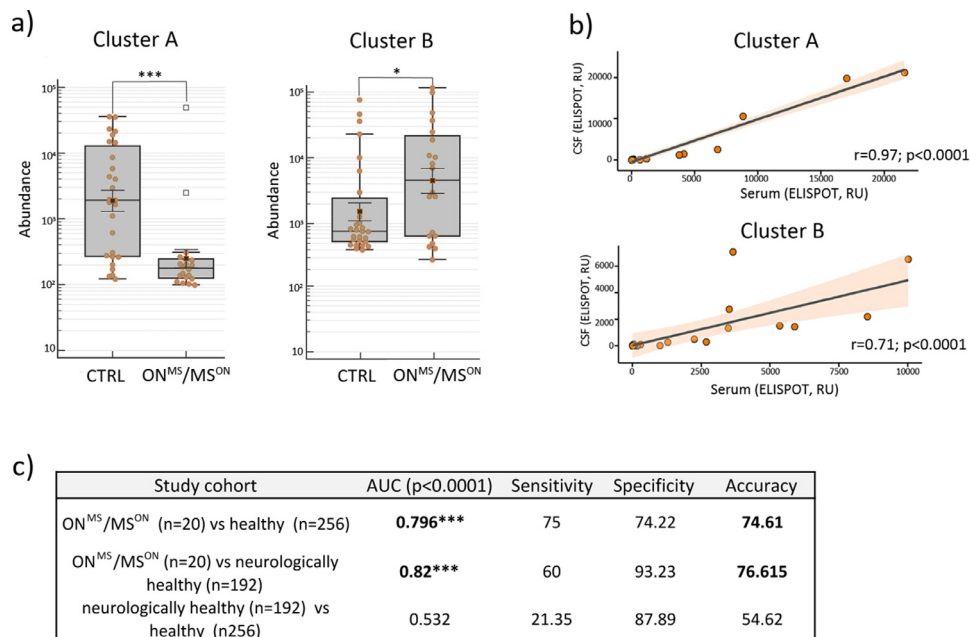 a)
Cluster A
***
Abundance
10⁵
10⁴
10³
10²
10
CTRL
ON^MS/MS^ON
Cluster B
*
Abundance
10⁵
10⁴
10³
10²
10
CTRL
ON^MS/MS^ON
b)
Cluster A
CSF (ELISPOT, RU)
20000
10000
0
0 5000 10000 15000 20000
r=0.97; p<0.0001
Serum (ELISPOT, RU)
Cluster B
CSF (ELISPOT, RU)
6000
4000
2000
0
0 2500 5000 7500 10000
r=0.71; p<0.0001
Serum (ELISPOT, RU)
c)
Study cohort AUC (p<0.0001) Sensitivity Specificity Accuracy
ON^MS/MS^ON (n=20) vs healthy (n=256) 0.796*** 75 74.22 74.61
ON^MS/MS^ON (n=20) vs neurologically
healthy (n=192) 0.82*** 60 93.23 76.615
neurologically healthy (n=192) vs
healthy (n256) 0.532 21.35 87.89 54.62